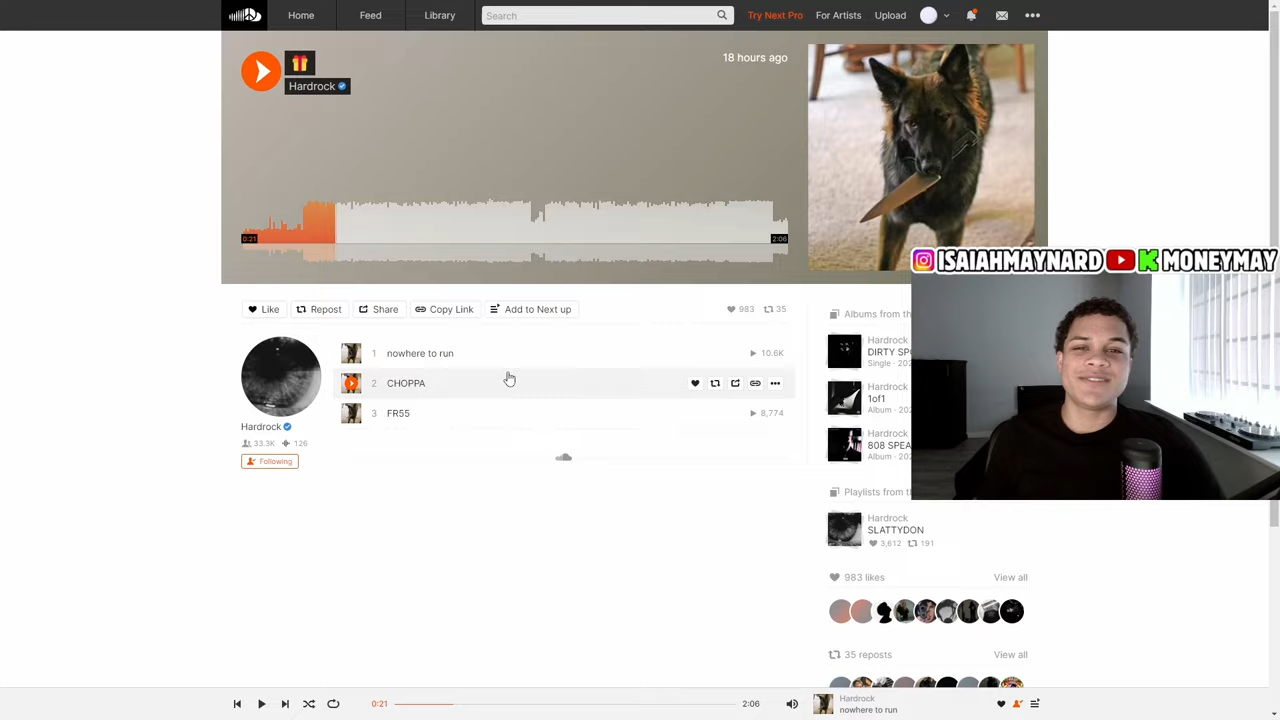 Home
Feed
Library
Search
Try Next Pro
For Artists
Upload
Hardrock
18 hours ago
0:21
2:06
ISAIAHMAYNARD
MONEYMAY
Like
Repost
Share
Copy Link
Add to Next up
983
35
1 nowhere to run
10.6K
2 CHOPPA
3 FR55
8,774
Hardrock
33.3K
126
Following
Albums from th
Hardrock
DIRTY SP
Single · 20
Hardrock
1of1
Album · 20
Hardrock
808 SPEA
Album · 20
Playlists from th
Hardrock
SLATTYDON
3,612
191
983 likes
View all
35 reposts
View all
0:21
2:06
Hardrock
nowhere to run